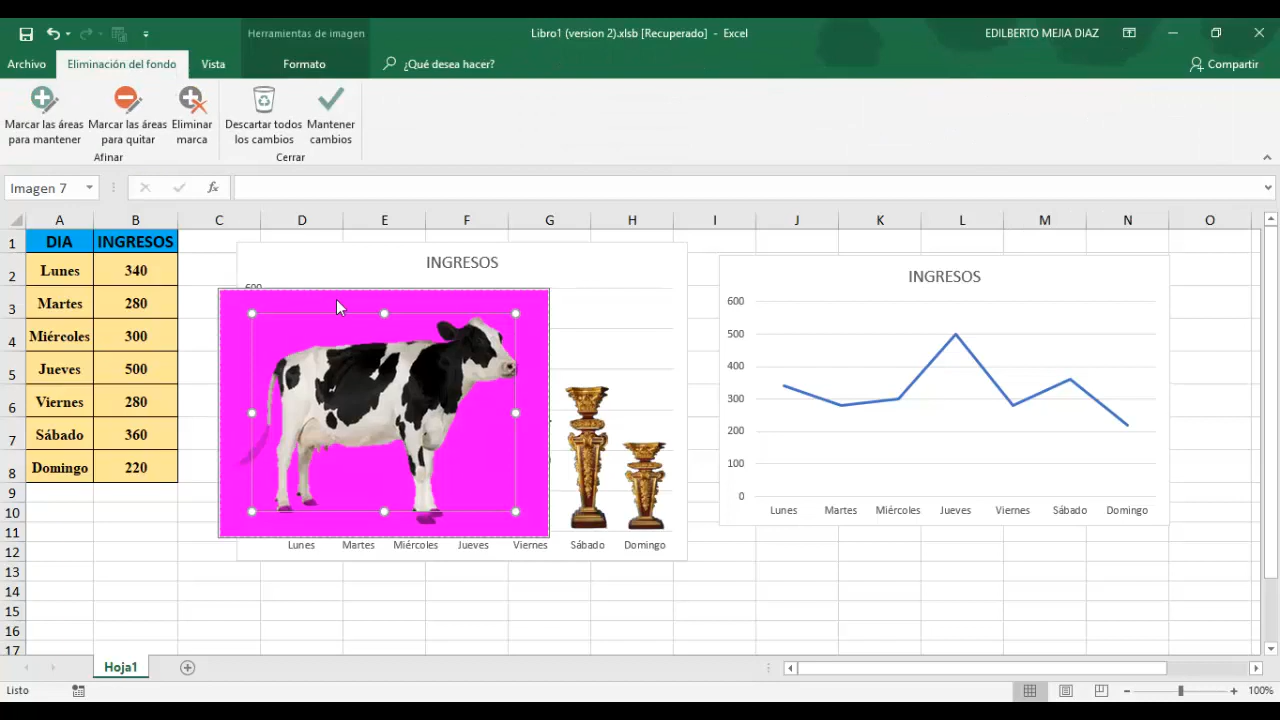 Herramientas de imagen
Libro1 (version 2).xlsb [Recuperado] - Excel
EDILBERTO MEJIA DIAZ
Archivo
Eliminación del fondo
Vista
Formato
¿Qué desea hacer?
Compartir
Marcar las áreas para mantener
Marcar las áreas para quitar
Eliminar marca
Descartar todos los cambios
Mantener cambios
Afinar
Cerrar
Imagen 7
fx
A B C D E F G H I J K L M N O
1 DIA INGRESOS
2 Lunes 340
3 Martes 280
4 Miércoles 300
5 Jueves 500
6 Viernes 280
7 Sábado 360
8 Domingo 220
9
10
11
12
13
14
15
16
17
INGRESOS
600
Lunes Martes Miércoles Jueves Viernes Sábado Domingo
INGRESOS
600
500
400
300
200
100
0
Lunes Martes Miércoles Jueves Viernes Sábado Domingo
Hoja1
Listo
100%